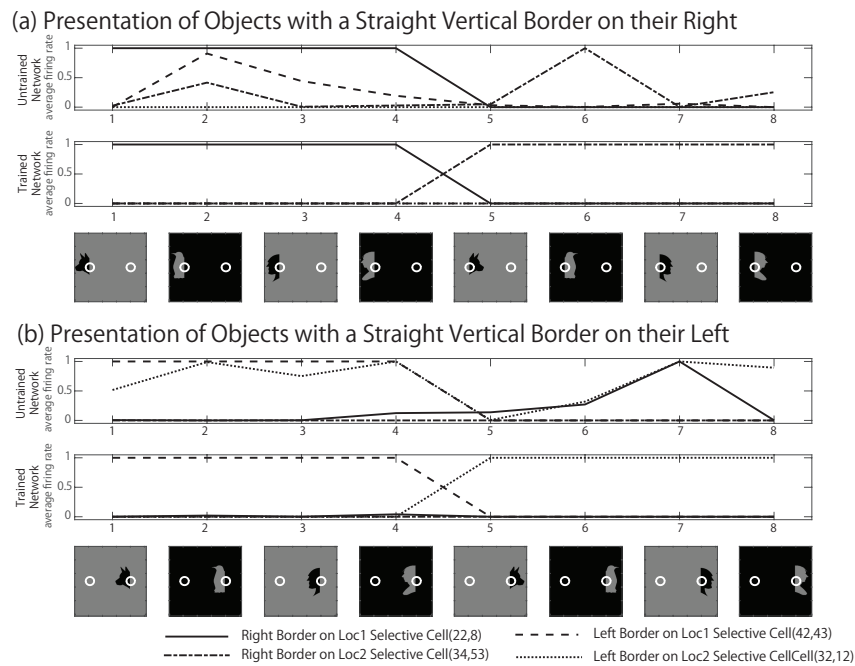 (a) Presentation of Objects with a Straight Vertical Border on their Right
Untrained
Network
average firing rate
1
0.5
0
1 2 3 4 5 6 7 8
Trained
Network
average firing rate
1
0.5
0
1 2 3 4 5 6 7 8
(b) Presentation of Objects with a Straight Vertical Border on their Left
Untrained
Network
average firing rate
1
0.5
0
1 2 3 4 5 6 7 8
Trained
Network
average firing rate
1
0.5
0
1 2 3 4 5 6 7 8
Right Border on Loc1 Selective Cell(22,8)
Left Border on Loc1 Selective Cell(42,43)
Right Border on Loc2 Selective Cell(34,53)
Left Border on Loc2 Selective CellCell(32,12)